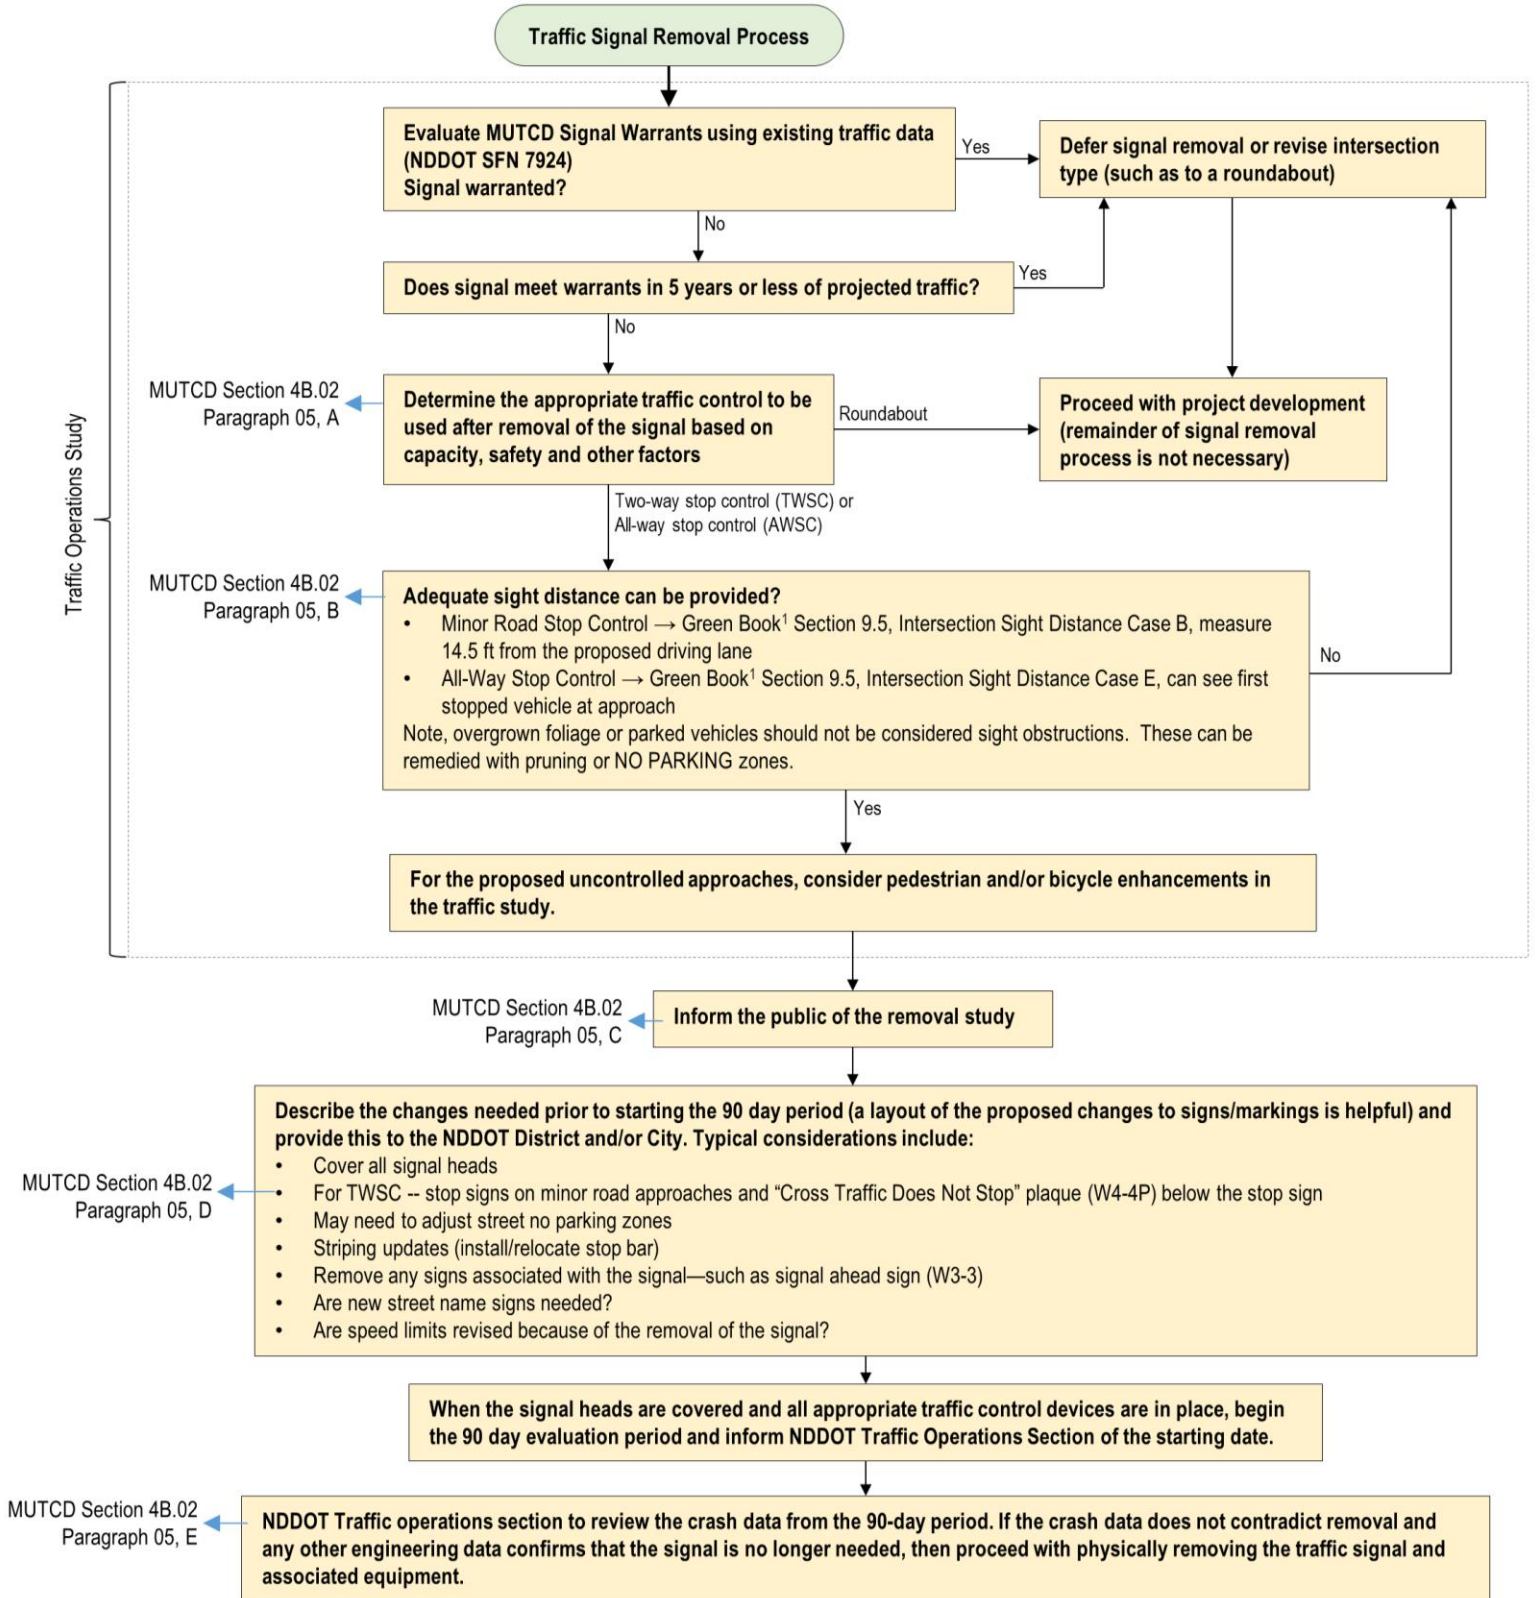 Traffic Signal Removal Process
Evaluate MUTCD Signal Warrants using existing traffic data
(NDDOT SFN 7924)
Signal warranted?
Yes
Defer signal removal or revise intersection
type (such as to a roundabout)
No
Does signal meet warrants in 5 years or less of projected traffic?
Yes
No
MUTCD Section 4B.02
Paragraph 05, A
Determine the appropriate traffic control to be
used after removal of the signal based on
capacity, safety and other factors
Roundabout
Proceed with project development
(remainder of signal removal
process is not necessary)
Two-way stop control (TWSC) or
All-way stop control (AWSC)
Traffic Operations Study
MUTCD Section 4B.02
Paragraph 05, B
Adequate sight distance can be provided?
• Minor Road Stop Control → Green Book¹ Section 9.5, Intersection Sight Distance Case B, measure
14.5 ft from the proposed driving lane
• All-Way Stop Control → Green Book¹ Section 9.5, Intersection Sight Distance Case E, can see first
stopped vehicle at approach
Note, overgrown foliage or parked vehicles should not be considered sight obstructions. These can be
remedied with pruning or NO PARKING zones.
No
Yes
For the proposed uncontrolled approaches, consider pedestrian and/or bicycle enhancements in
the traffic study.
MUTCD Section 4B.02
Paragraph 05, C
Inform the public of the removal study
MUTCD Section 4B.02
Paragraph 05, D
Describe the changes needed prior to starting the 90 day period (a layout of the proposed changes to signs/markings is helpful) and
provide this to the NDDOT District and/or City. Typical considerations include:
• Cover all signal heads
• For TWSC -- stop signs on minor road approaches and “Cross Traffic Does Not Stop” plaque (W4-4P) below the stop sign
• May need to adjust street no parking zones
• Striping updates (install/relocate stop bar)
• Remove any signs associated with the signal—such as signal ahead sign (W3-3)
• Are new street name signs needed?
• Are speed limits revised because of the removal of the signal?
When the signal heads are covered and all appropriate traffic control devices are in place, begin
the 90 day evaluation period and inform NDDOT Traffic Operations Section of the starting date.
MUTCD Section 4B.02
Paragraph 05, E
NDDOT Traffic operations section to review the crash data from the 90-day period. If the crash data does not contradict removal and
any other engineering data confirms that the signal is no longer needed, then proceed with physically removing the traffic signal and
associated equipment.